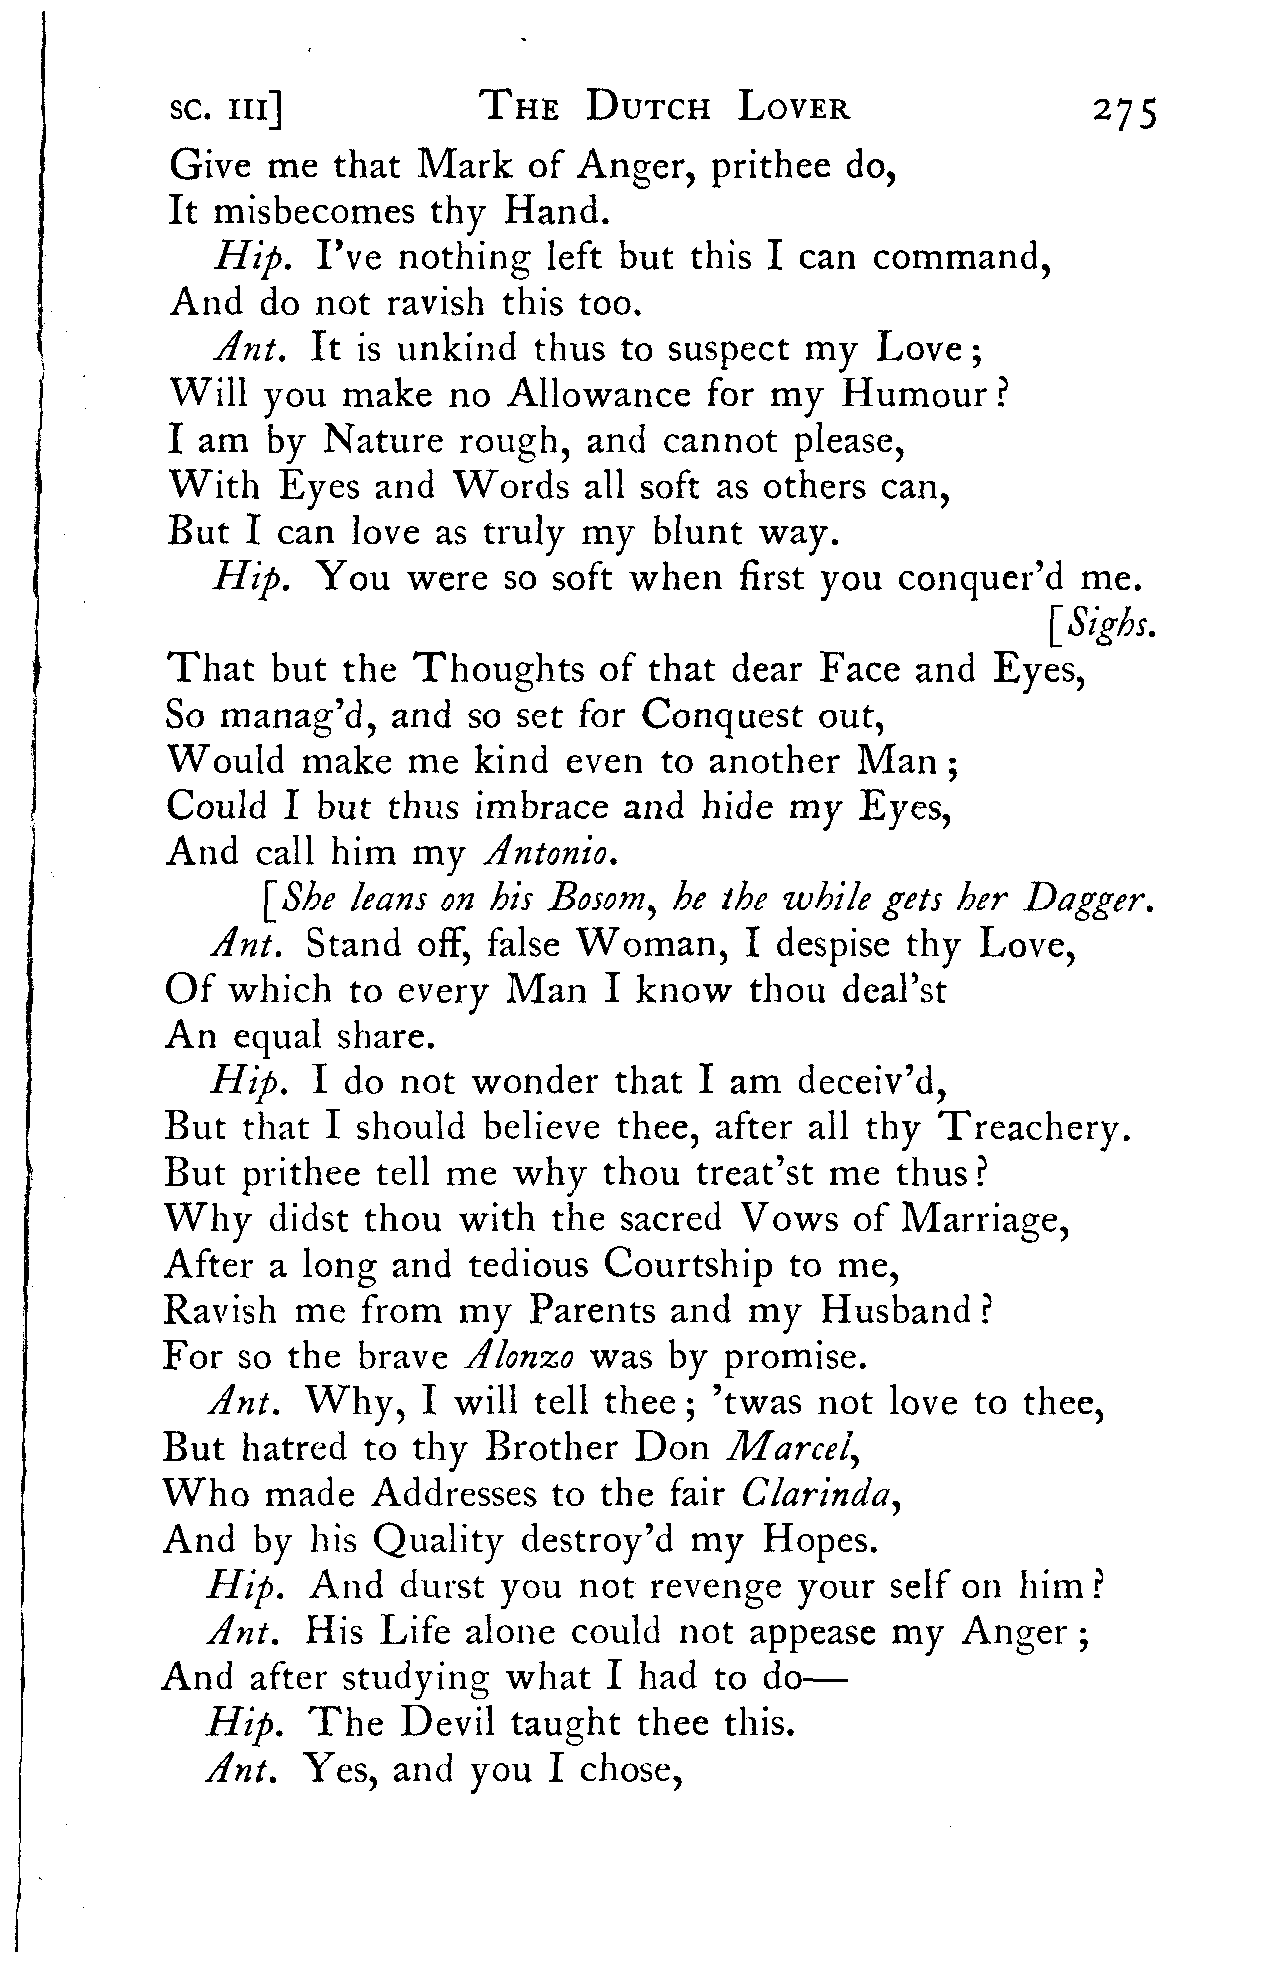 SC. III] THE DUTCH LOVER 275
Give me that Mark of Anger, prithee do,
It misbecomes thy Hand.
Hip. I've nothing left but this I can command,
And do not ravish this too.
Ant. It is unkind thus to suspect my Love;
Will you make no Allowance for my Humour?
I am by Nature rough, and cannot please,
With Eyes and Words all soft as others can,
But I can love as truly my blunt way.
Hip. You were so soft when first you conquer'd me.
[Sighs.
That but the Thoughts of that dear Face and Eyes,
So manag'd, and so set for Conquest out,
Would make me kind even to another Man;
Could I but thus imbrace and hide my Eyes,
And call him my Antonio.
[She leans on his Bosom, he the while gets her Dagger.
Ant. Stand off, false Woman, I despise thy Love,
Of which to every Man I know thou deal'st
An equal share.
Hip. I do not wonder that I am deceiv'd,
But that I should believe thee, after all thy Treachery.
But prithee tell me why thou treat'st me thus?
Why didst thou with the sacred Vows of Marriage,
After a long and tedious Courtship to me,
Ravish me from my Parents and my Husband?
For so the brave Alonzo was by promise.
Ant. Why, I will tell thee; 'twas not love to thee,
But hatred to thy Brother Don Marcel,
Who made Addresses to the fair Clarinda,
And by his Quality destroy'd my Hopes.
Hip. And durst you not revenge your self on him?
Ant. His Life alone could not appease my Anger;
And after studying what I had to do—
Hip. The Devil taught thee this.
Ant. Yes, and you I chose,